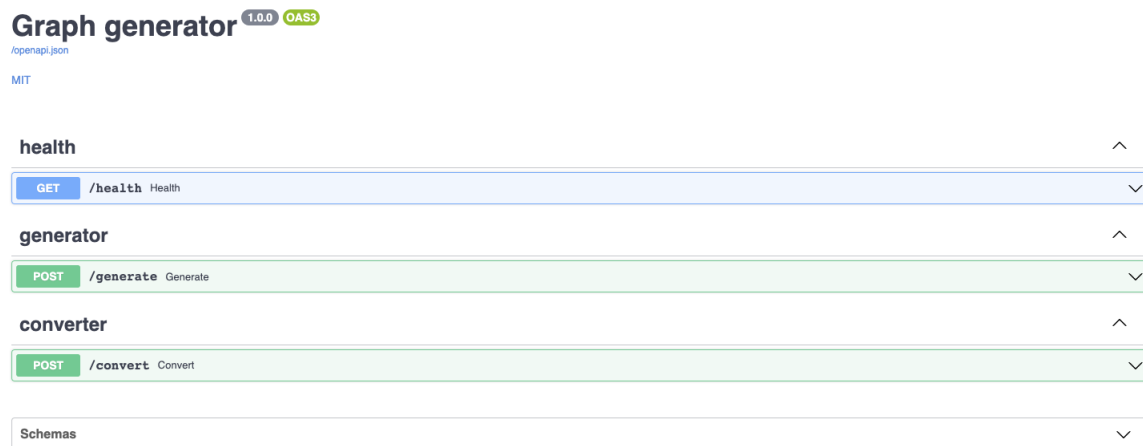 Graph generator 1.0.0 OAS3
/openapi.json
MIT
health
GET /health Health
generator
POST /generate Generate
converter
POST /convert Convert
Schemas